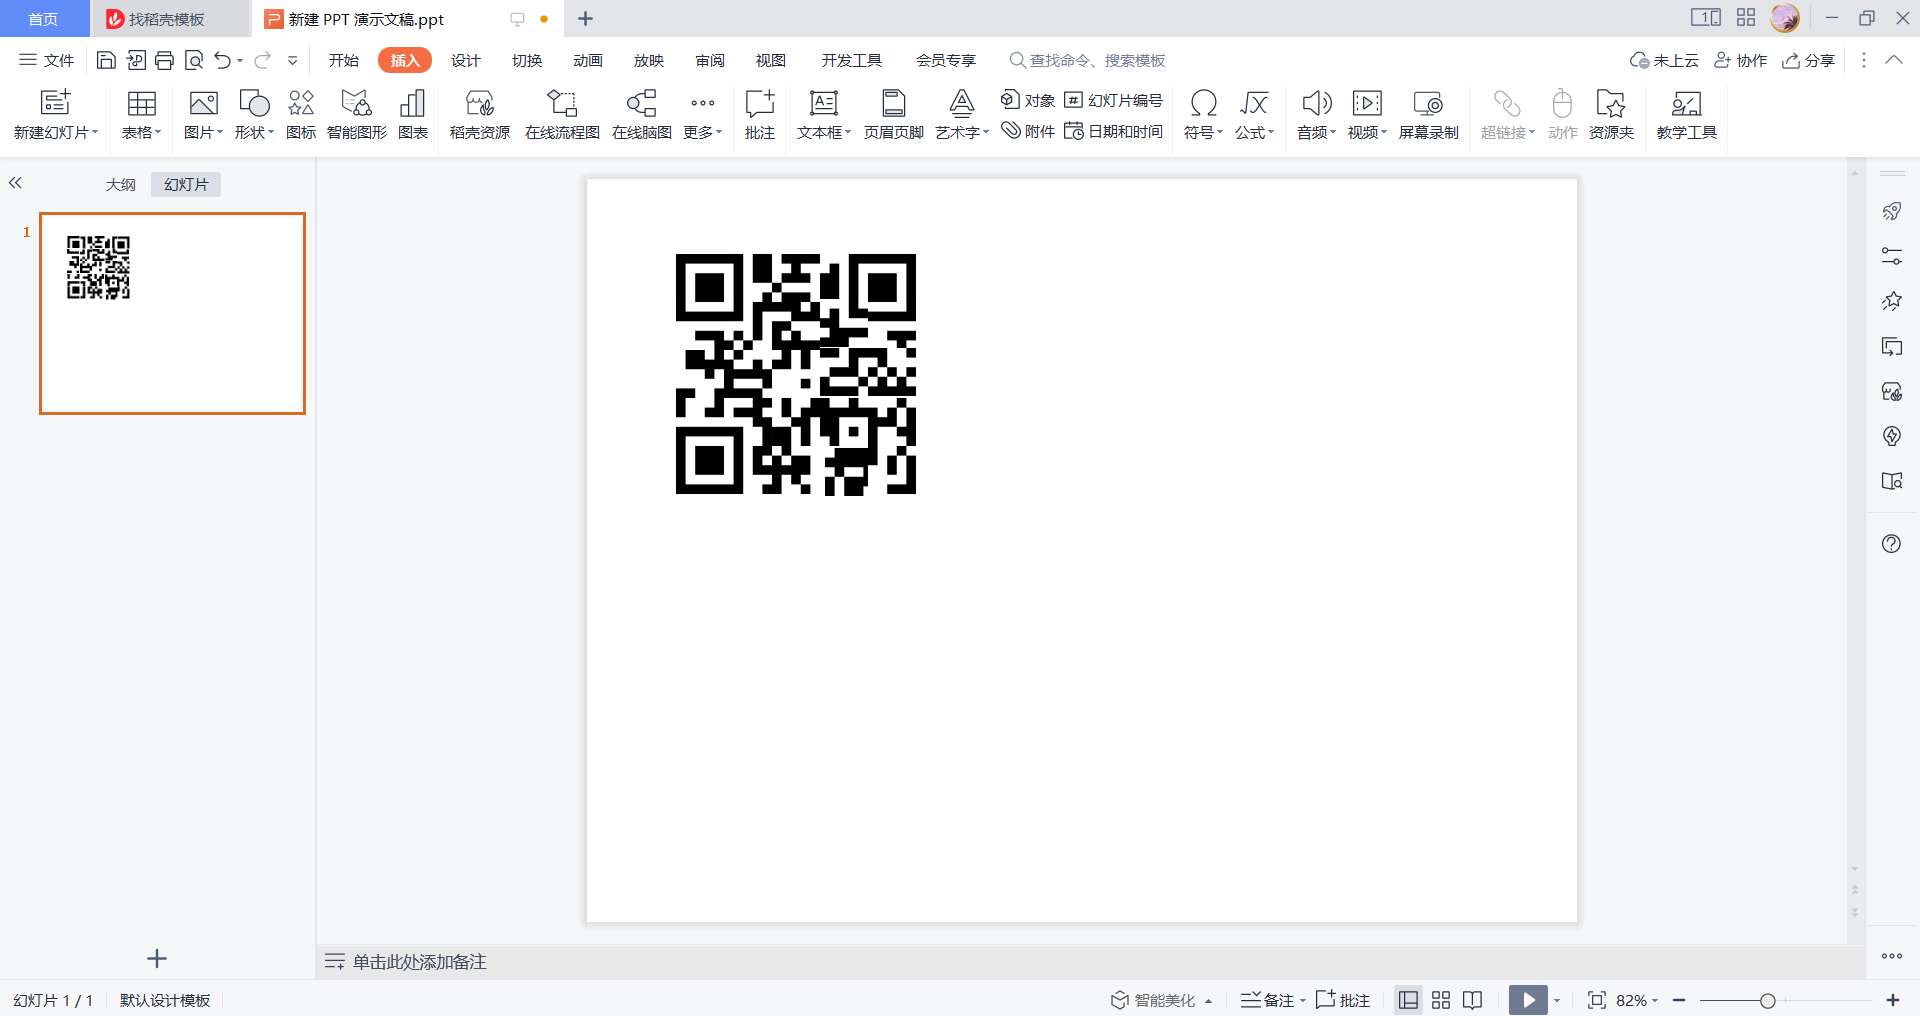 首页 找稻壳模板 新建 PPT 演示文稿.ppt
文件 开始 插入 设计 切换 动画 放映 审阅 视图 开发工具 会员专享 查找命令、搜索模板 未上云 协作 分享
对象 幻灯片编号
新建幻灯片 表格 图片 形状 图标 智能图形 图表 稻壳资源 在线流程图 在线脑图 更多 批注 文本框 页眉页脚 艺术字 附件 日期和时间 符号 公式 音频 视频 屏幕录制 超链接 动作 资源夹 教学工具
大纲 幻灯片
1
单击此处添加备注
幻灯片 1 / 1 默认设计模板 智能美化 备注 批注 82%